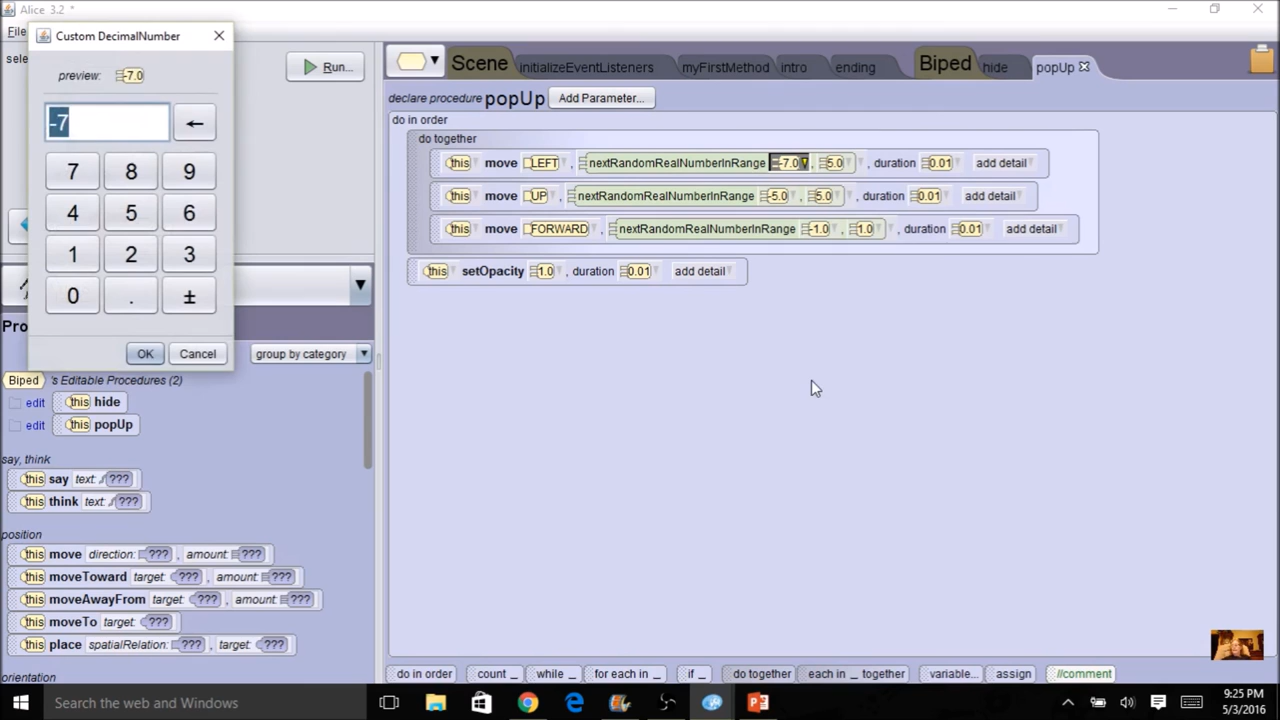 Alice 3.2 *
File
Custom DecimalNumber
preview: -7.0
-7
←
7 8 9
4 5 6
1 2 3
0 . ±
OK Cancel
Run...
group by category
Biped 's Editable Procedures (2)
edit this hide
edit this popUp
say, think
this say text: ???
this think text: ???
position
this move direction: ??? , amount: ???
this moveToward target: ??? , amount: ???
this moveAwayFrom target: ??? , amount: ???
this moveTo target: ???
this place spatialRelation: ??? , target: ???
orientation
Scene initializeEventListeners myFirstMethod intro ending Biped hide popUp
declare procedure popUp Add Parameter...
do in order
do together
this move LEFT , nextRandomRealNumberInRange -7.0 , 5.0 , duration 0.01 add detail
this move UP , nextRandomRealNumberInRange -5.0 , 5.0 , duration 0.01 add detail
this move FORWARD , nextRandomRealNumberInRange -1.0 , 1.0 , duration 0.01 add detail
this setOpacity 1.0 , duration 0.01 add detail
do in order count _ while _ for each in _ if _ do together each in _ together variable... assign //comment
Search the web and Windows
9:25 PM
5/3/2016